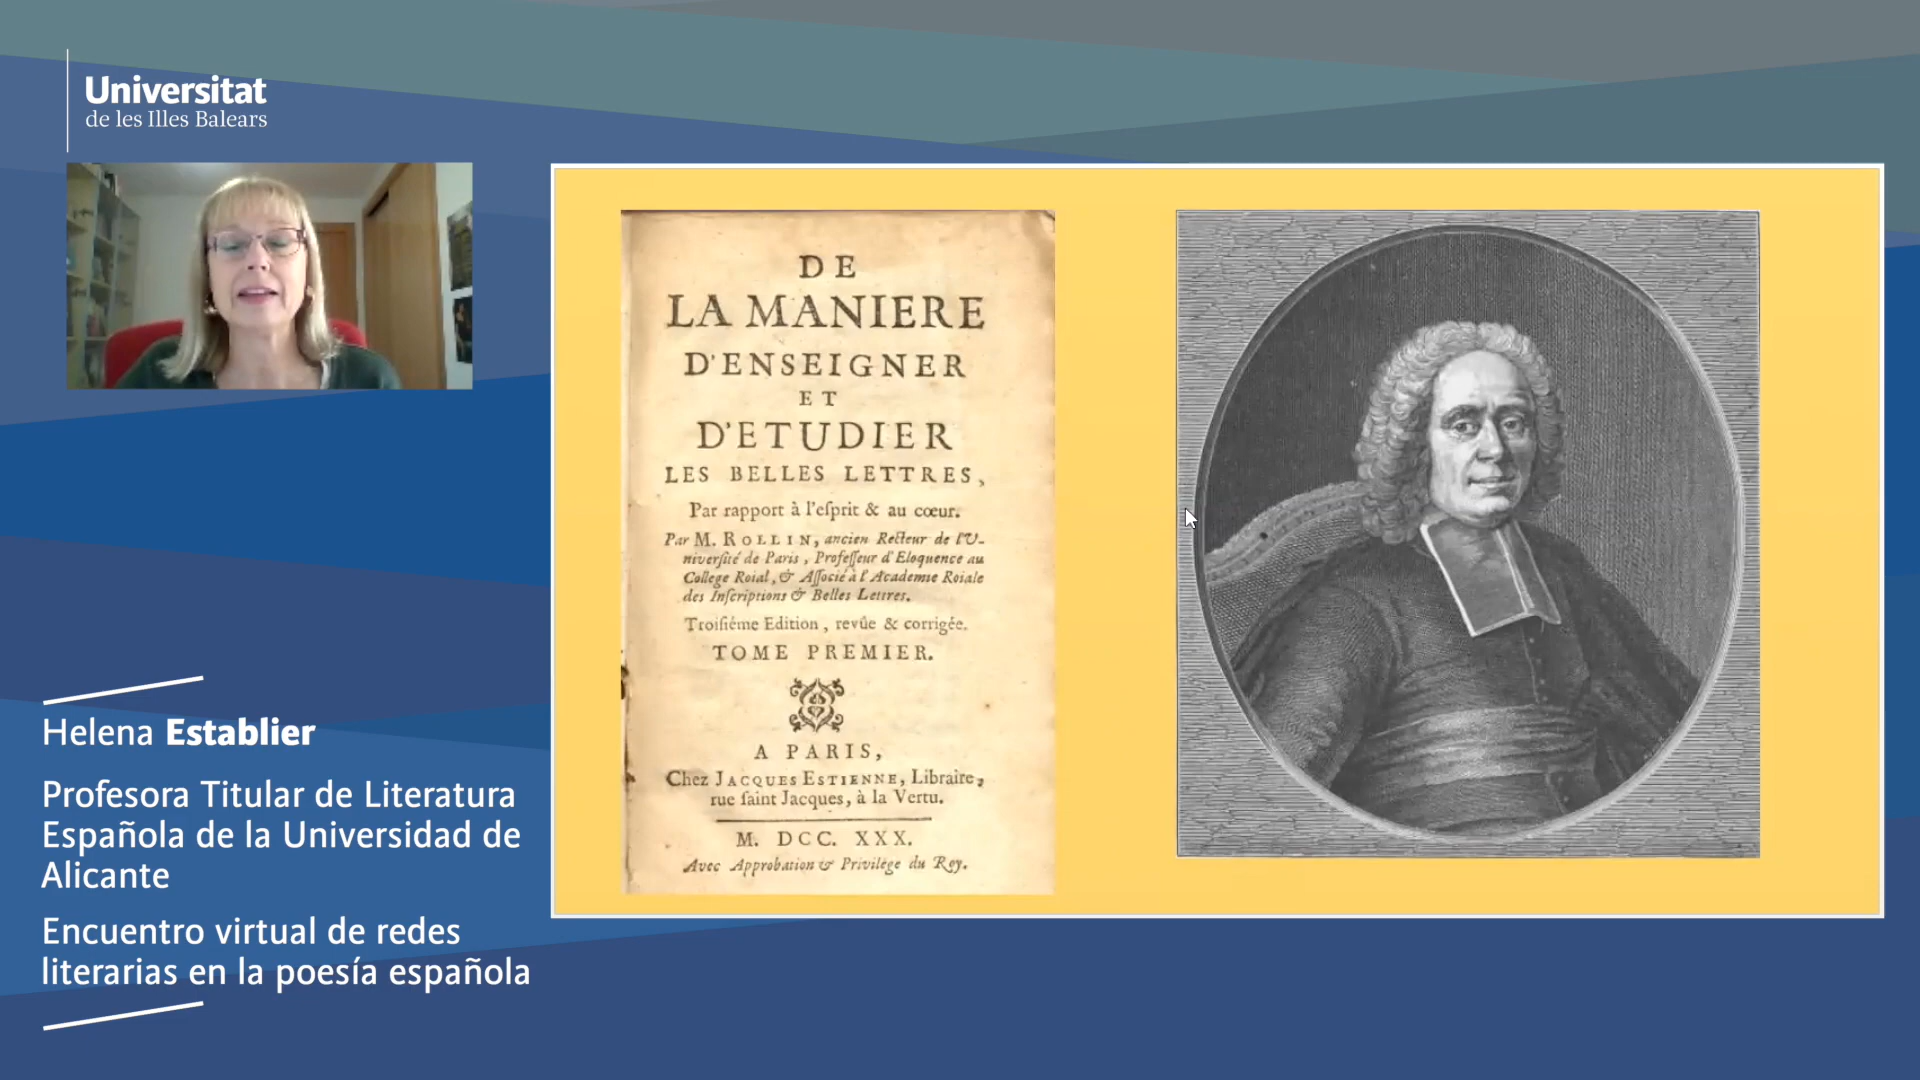 Universitat
de les Illes Balears
DE
LA MANIERE
D'ENSEIGNER
ET
D'ETUDIER
LES BELLES LETTRES,
Par rapport à l'eſprit & au cœur.
Par M. ROLLIN, ancien Recteur de l'U-
niverſité de Paris, Profeſſeur d'Eloquence au
College Roial, & Aſſocié à l'Academie Roiale
des Inſcriptions & Belles Lettres.
Troiſiéme Edition, revûe & corrigée.
TOME PREMIER.
A PARIS,
Chez JACQUES ESTIENNE, Libraire,
rue ſaint Jacques, à la Vertu.
M. DCC. XXX.
Avec Approbation & Privilége du Roy.
Helena Establier
Profesora Titular de Literatura
Española de la Universidad de
Alicante
Encuentro virtual de redes
literarias en la poesía española